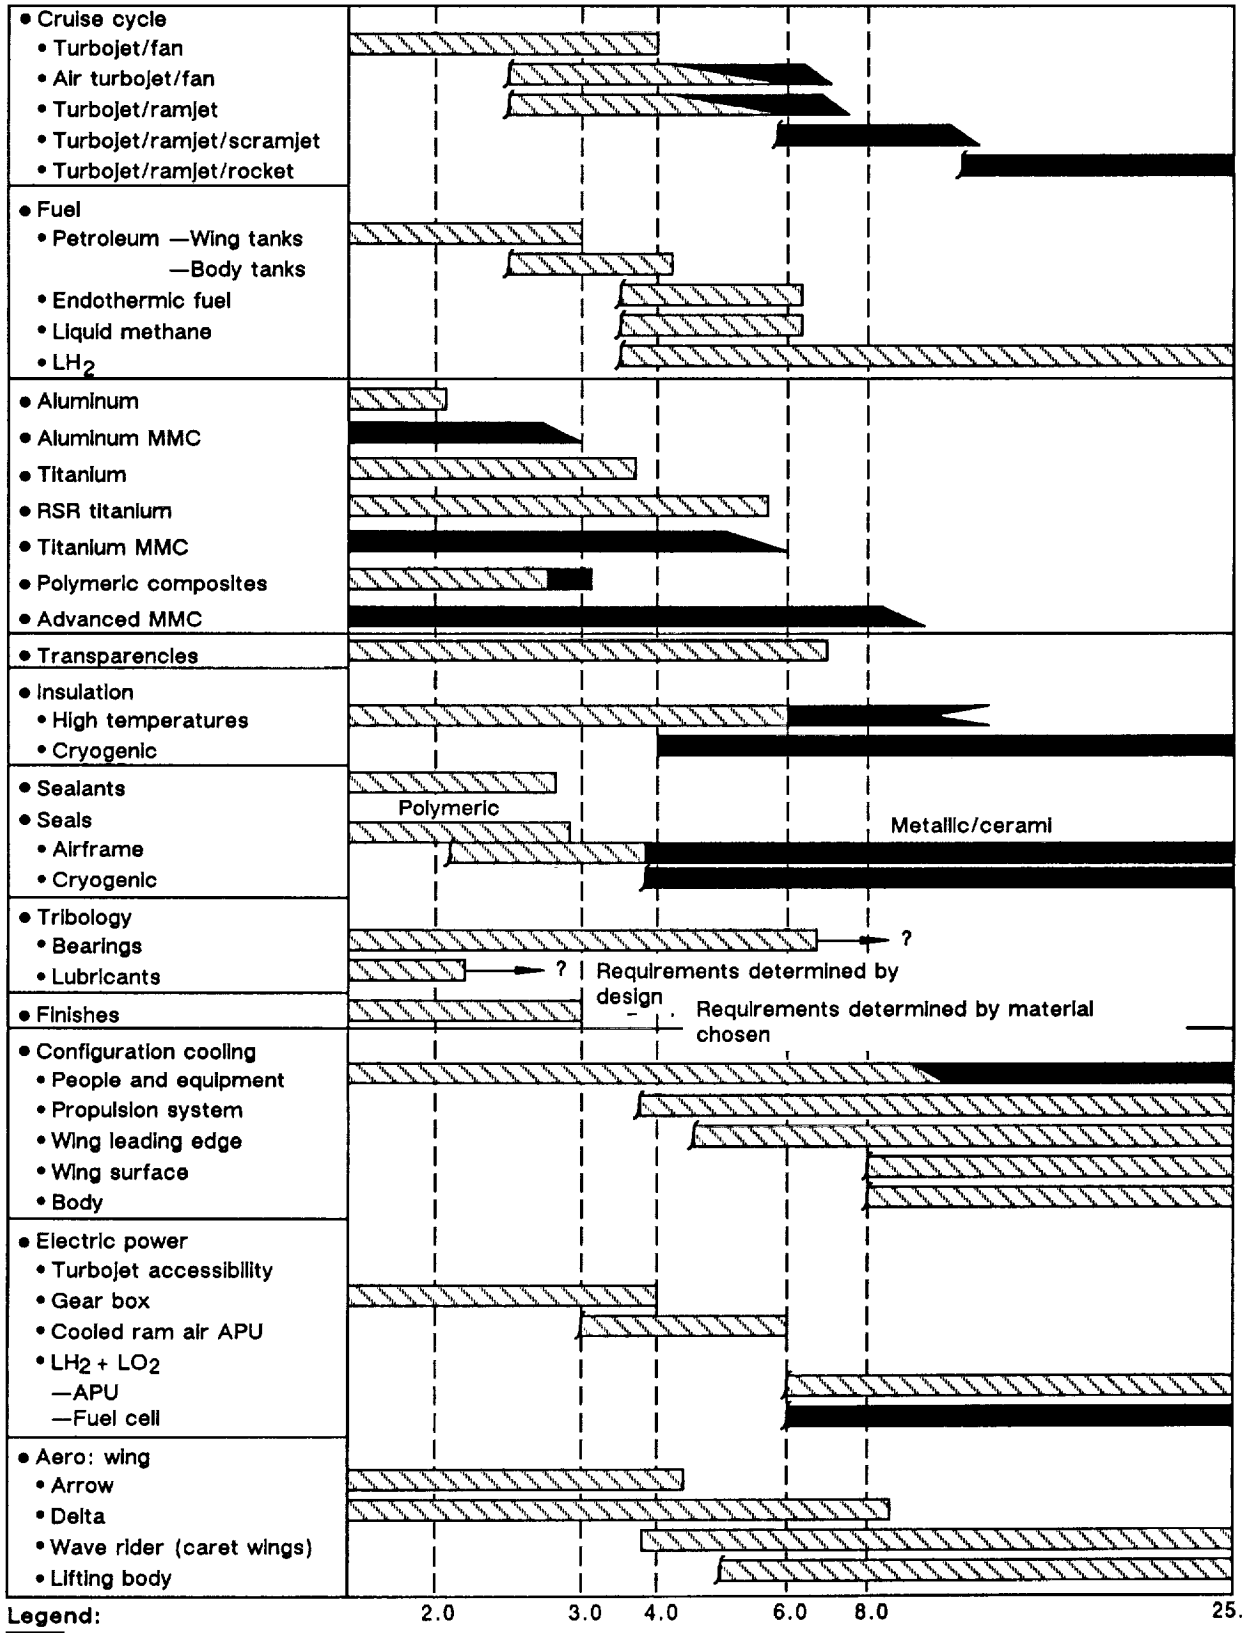 ● Cruise cycle
• Turbojet/fan
• Air turbojet/fan
• Turbojet/ramjet
• Turbojet/ramjet/scramjet
• Turbojet/ramjet/rocket
● Fuel
• Petroleum —Wing tanks
—Body tanks
• Endothermic fuel
• Liquid methane
• LH2
● Aluminum
● Aluminum MMC
● Titanium
● RSR titanium
● Titanium MMC
● Polymeric composites
● Advanced MMC
● Transparencies
● Insulation
• High temperatures
• Cryogenic
● Sealants
Polymeric
● Seals
Metallic/cerami
• Airframe
• Cryogenic
● Tribology
• Bearings
?
• Lubricants
?
Requirements determined by
design
● Finishes
Requirements determined by material
chosen
● Configuration cooling
• People and equipment
• Propulsion system
• Wing leading edge
• Wing surface
• Body
● Electric power
• Turbojet accessibility
• Gear box
• Cooled ram air APU
• LH2 + LO2
—APU
—Fuel cell
● Aero: wing
• Arrow
• Delta
• Wave rider (caret wings)
• Lifting body
Legend:
2.0 3.0 4.0 6.0 8.0 25.